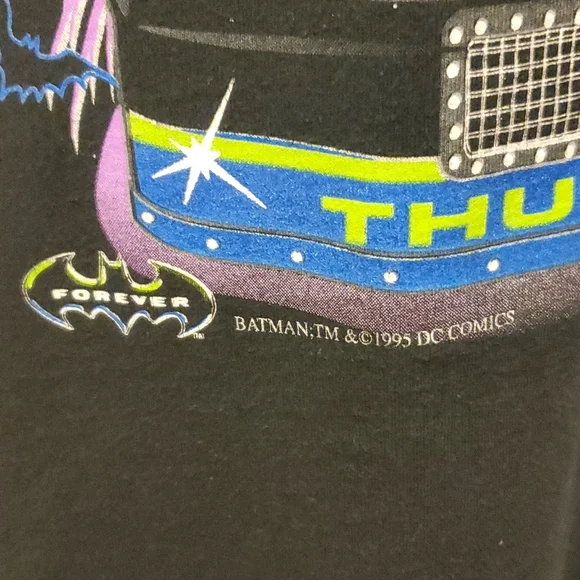 THU
FOREVER
BATMAN;TM &©1995 DC COMICS